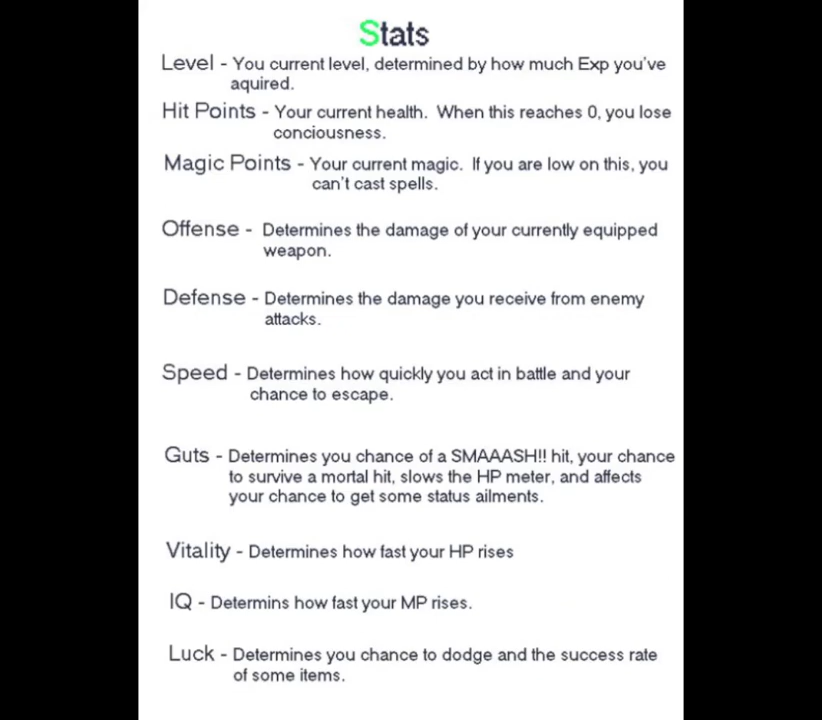 Stats
Level - You current level, determined by how much Exp you've
aquired.
Hit Points - Your current health. When this reaches 0, you lose
conciousness.
Magic Points - Your current magic. If you are low on this, you
can't cast spells.
Offense - Determines the damage of your currently equipped
weapon.
Defense - Determines the damage you receive from enemy
attacks.
Speed - Determines how quickly you act in battle and your
chance to escape.
Guts - Determines you chance of a SMAAASH!! hit, your chance
to survive a mortal hit, slows the HP meter, and affects
your chance to get some status ailments.
Vitality - Determines how fast your HP rises
IQ - Determins how fast your MP rises.
Luck - Determines you chance to dodge and the success rate
of some items.